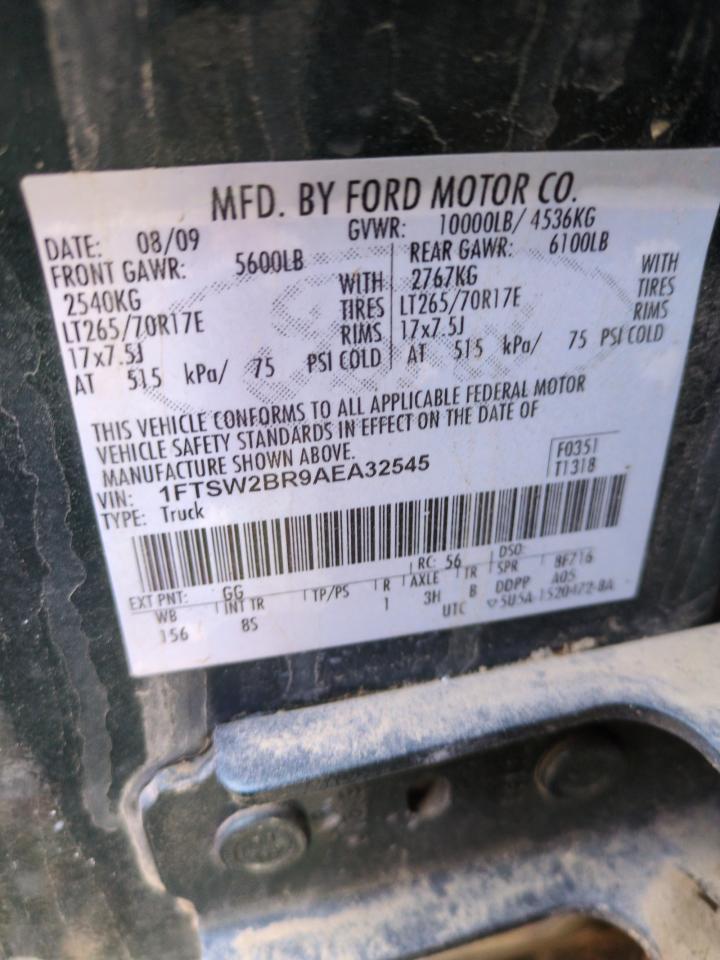 MFD. BY FORD MOTOR CO.
DATE: 08/09 GVWR: 10000LB/ 4536KG
FRONT GAWR: 5600LB REAR GAWR: 6100LB
2540KG WITH 2767KG WITH
LT265/70R17E TIRES LT265/70R17E TIRES
17x7.5J RIMS 17x7.5J RIMS
AT 515 kPa/ 75 PSI COLD AT 515 kPa/ 75 PSI COLD
THIS VEHICLE CONFORMS TO ALL APPLICABLE FEDERAL MOTOR
VEHICLE SAFETY STANDARDS IN EFFECT ON THE DATE OF
MANUFACTURE SHOWN ABOVE.
VIN: 1FTSW2BR9AEA32545 F0351
TYPE: Truck T1318
EXT PNT: GG RC: 56 DSO:
WB INT TR TP/PS R AXLE TR SPR 8F716
156 8S 1 3H B DDPP A05
UTC